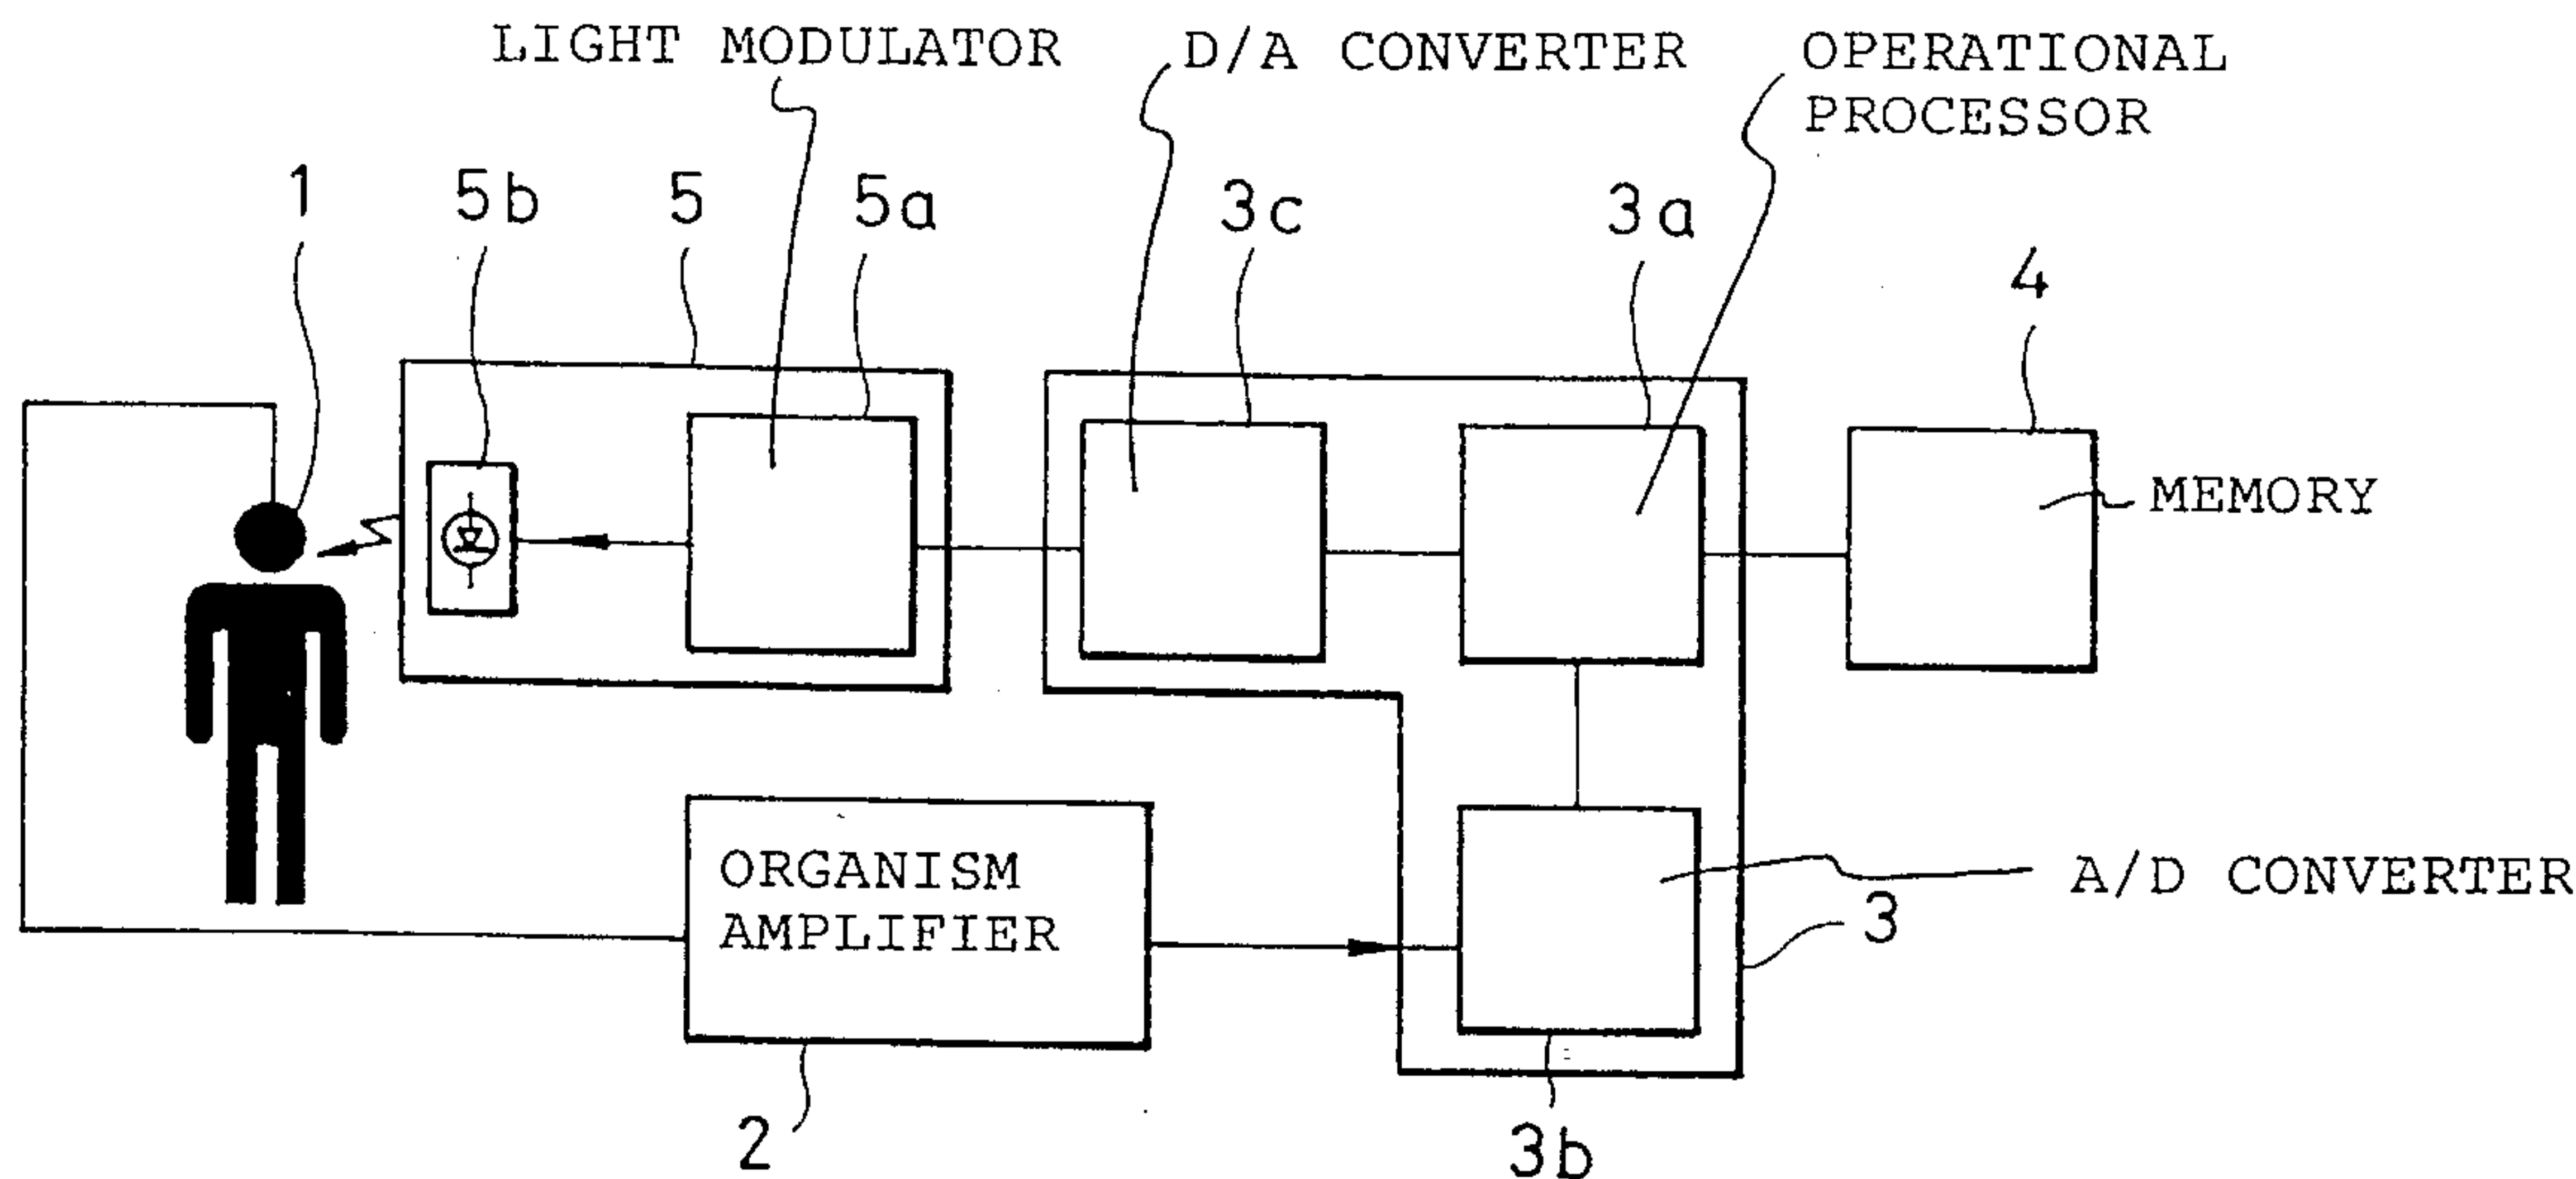 LIGHT MODULATOR
D/A CONVERTER
OPERATIONAL
PROCESSOR
1
5b
5
5a
3c
3a
4
MEMORY
ORGANISM
AMPLIFIER
A/D CONVERTER
3
2
3b